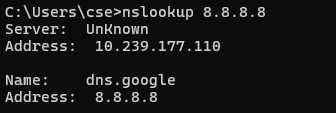 C:\Users\cse>nslookup 8.8.8.8
Server:  UnKnown
Address:  10.239.177.110

Name:    dns.google
Address:  8.8.8.8